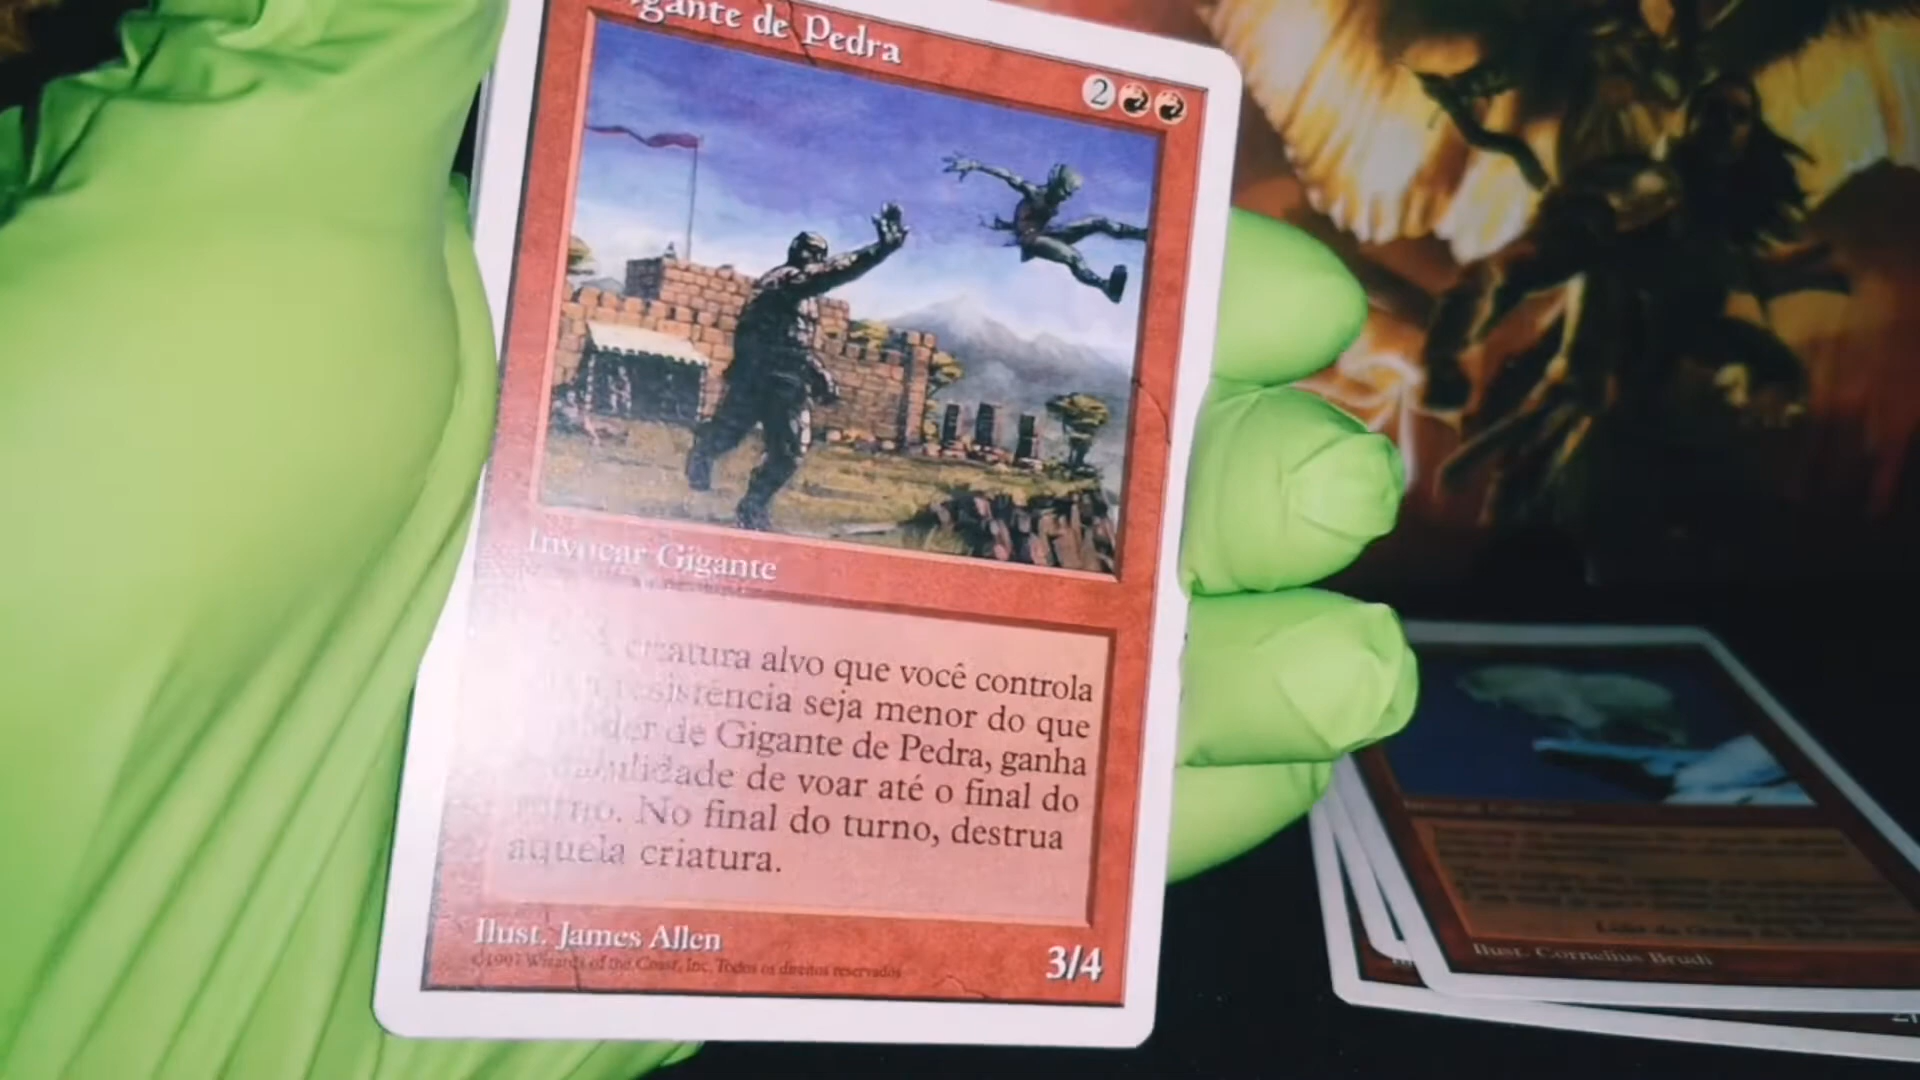 Gigante de Pedra
2
Invocar Gigante
criatura alvo que você controla
resistência seja menor do que
poder de Gigante de Pedra, ganha
habilidade de voar até o final do
turno. No final do turno, destrua
aquela criatura.
Ilust. James Allen
©1997 Wizards of the Coast, Inc. Todos os direitos reservados
3/4
Ilust. Cornelius Brudi